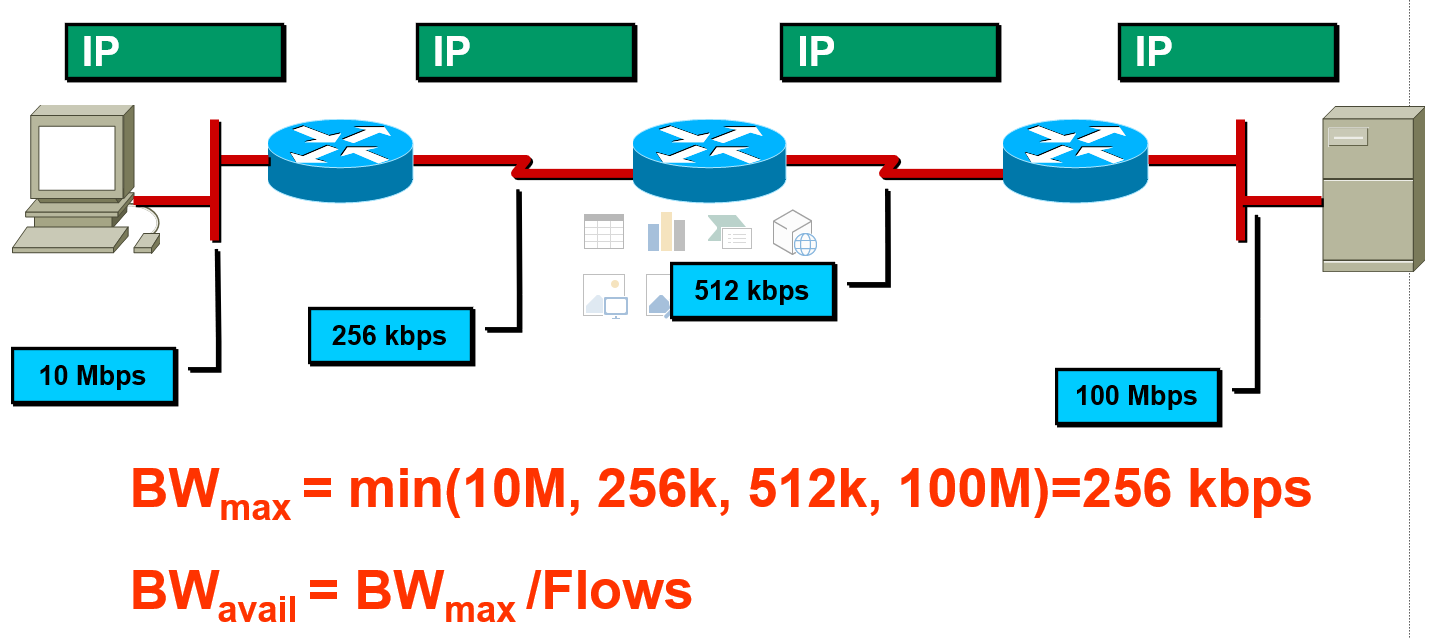 IP IP IP IP
512 kbps
256 kbps
10 Mbps
100 Mbps
BWmax = min(10M, 256k, 512k, 100M)=256 kbps
BWavail = BWmax /Flows